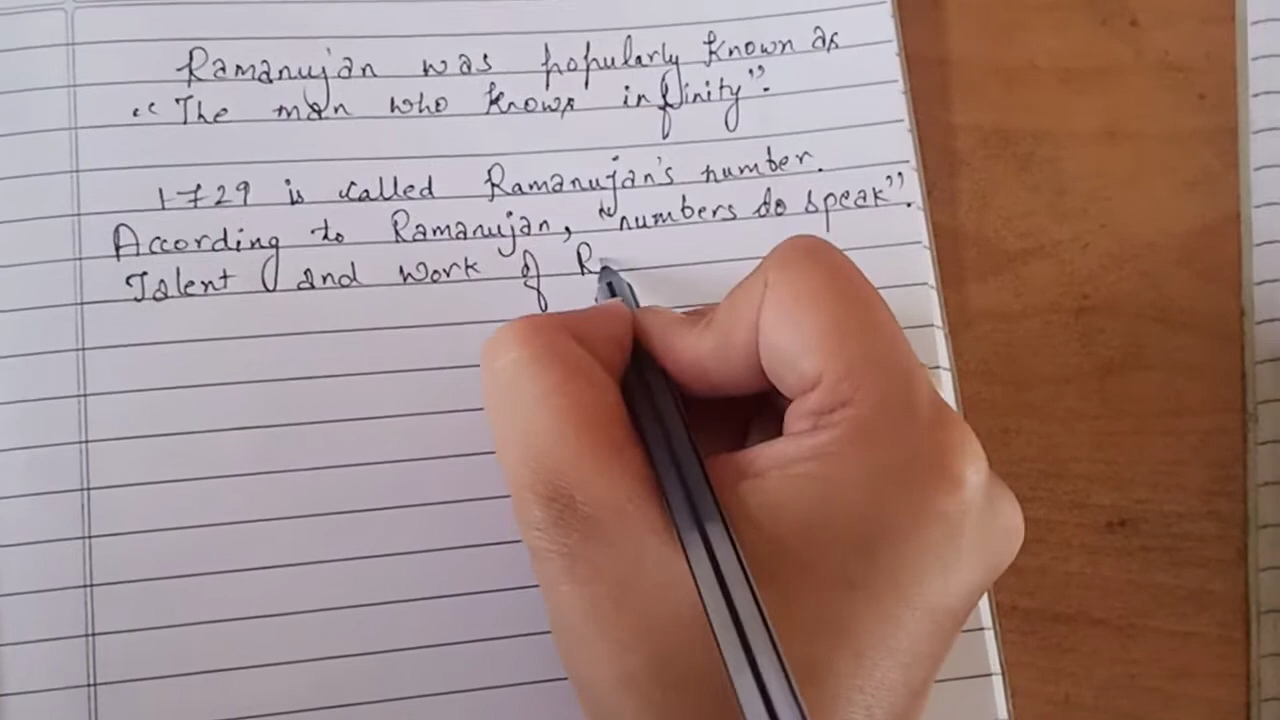 Ramanujan was popularly known as
“The man who knows infinity”.
1729 is called Ramanujan's number.
According to Ramanujan, “numbers do speak”.
Talent and work of R